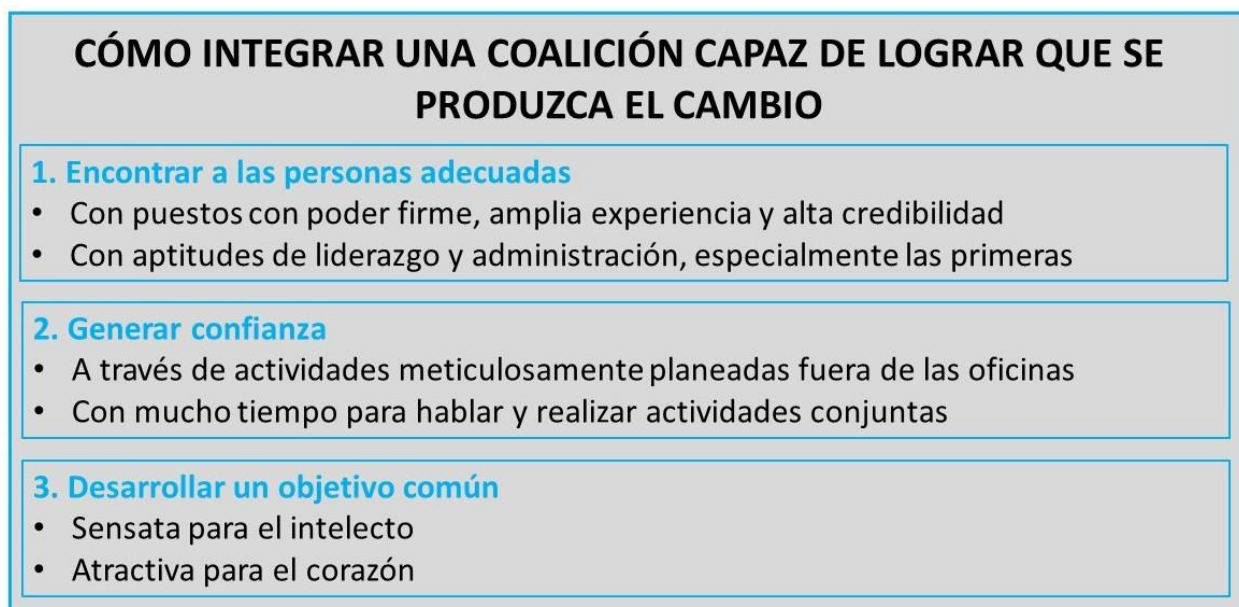 CÓMO INTEGRAR UNA COALICIÓN CAPAZ DE LOGRAR QUE SE
PRODUZCA EL CAMBIO
1. Encontrar a las personas adecuadas
• Con puestos con poder firme, amplia experiencia y alta credibilidad
• Con aptitudes de liderazgo y administración, especialmente las primeras
2. Generar confianza
• A través de actividades meticulosamente planeadas fuera de las oficinas
• Con mucho tiempo para hablar y realizar actividades conjuntas
3. Desarrollar un objetivo común
• Sensata para el intelecto
• Atractiva para el corazón